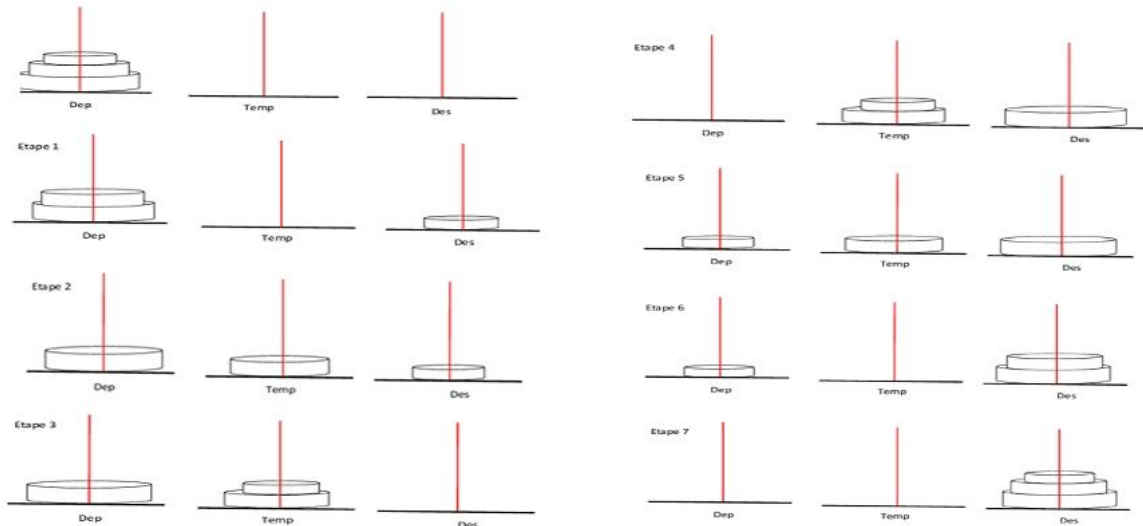 Dep Temp Des
Etape 1
Dep Temp Des
Etape 2
Dep Temp Des
Etape 3
Dep Temp Des
Etape 4
Dep Temp Des
Etape 5
Dep Temp Des
Etape 6
Dep Temp Des
Etape 7
Dep Temp Des